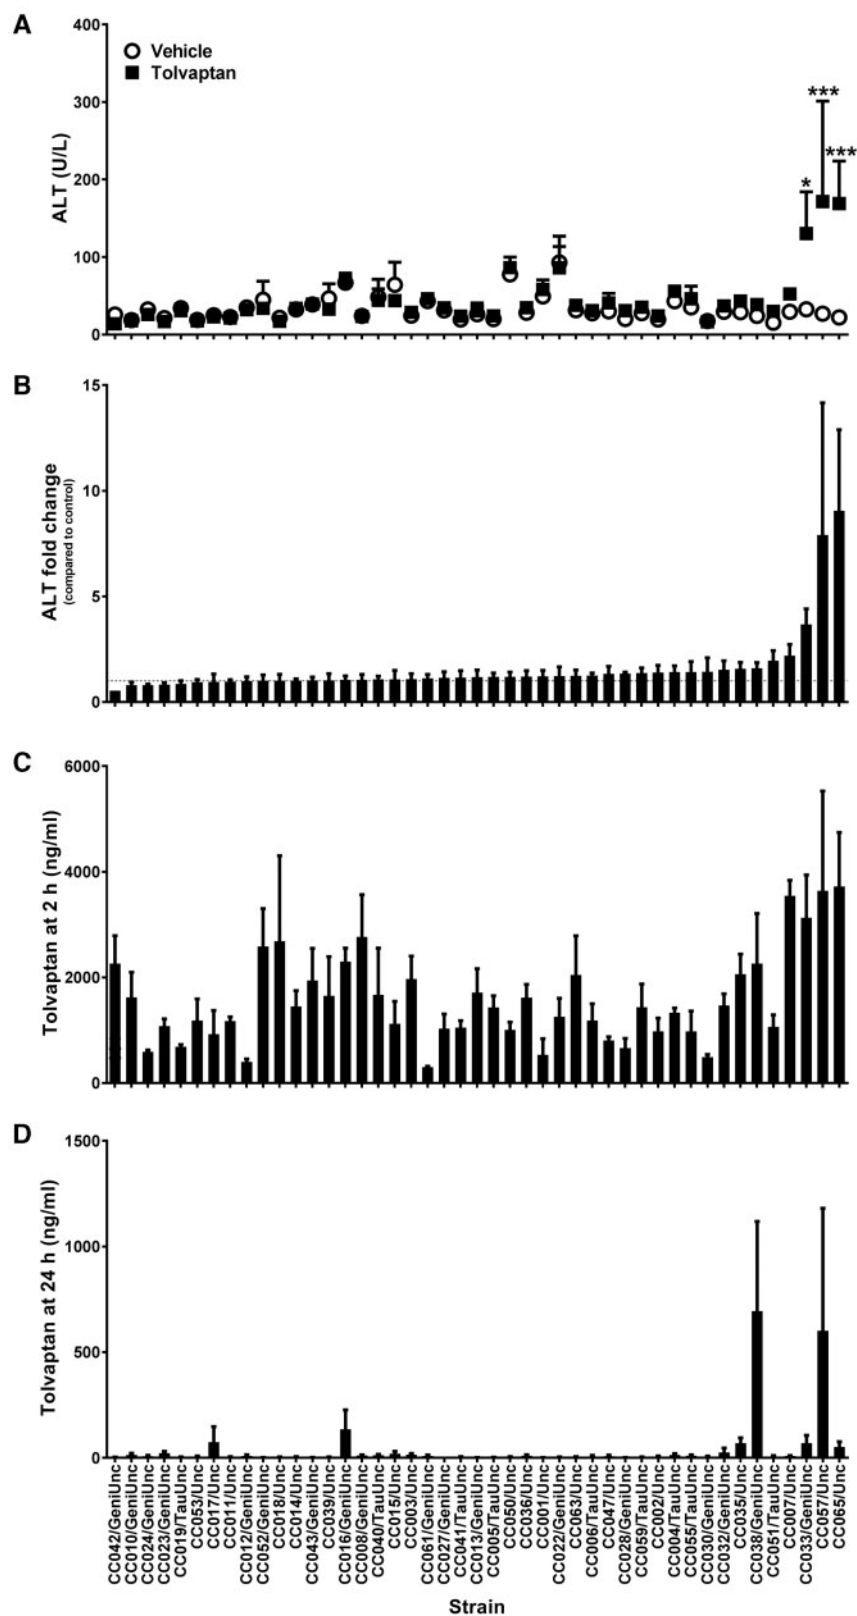 A
400
300
200
100
0
ALT (U/L)
Vehicle
Tolvaptan
*
***
***
B
15
10
5
0
ALT fold change
(compared to control)
C
6000
4000
2000
0
Tolvaptan at 2 h (ng/ml)
D
1500
1000
500
0
Tolvaptan at 24 h (ng/ml)
CC042/GeniUnc
CC010/GeniUnc
CC024/GeniUnc
CC023/GeniUnc
CC019/TauUnc
CC053/Unc
CC017/Unc
CC011/Unc
CC012/GeniUnc
CC052/GeniUnc
CC018/Unc
CC014/Unc
CC043/GeniUnc
CC039/Unc
CC016/GeniUnc
CC008/GeniUnc
CC040/TauUnc
CC015/Unc
CC003/Unc
CC061/GeniUnc
CC027/GeniUnc
CC041/TauUnc
CC013/GeniUnc
CC005/TauUnc
CC050/Unc
CC036/Unc
CC001/Unc
CC022/GeniUnc
CC063/Unc
CC006/TauUnc
CC047/Unc
CC028/GeniUnc
CC059/TauUnc
CC002/Unc
CC004/TauUnc
CC055/TauUnc
CC030/GeniUnc
CC032/GeniUnc
CC035/Unc
CC038/GeniUnc
CC051/TauUnc
CC007/Unc
CC033/GeniUnc
CC057/Unc
CC065/Unc
Strain